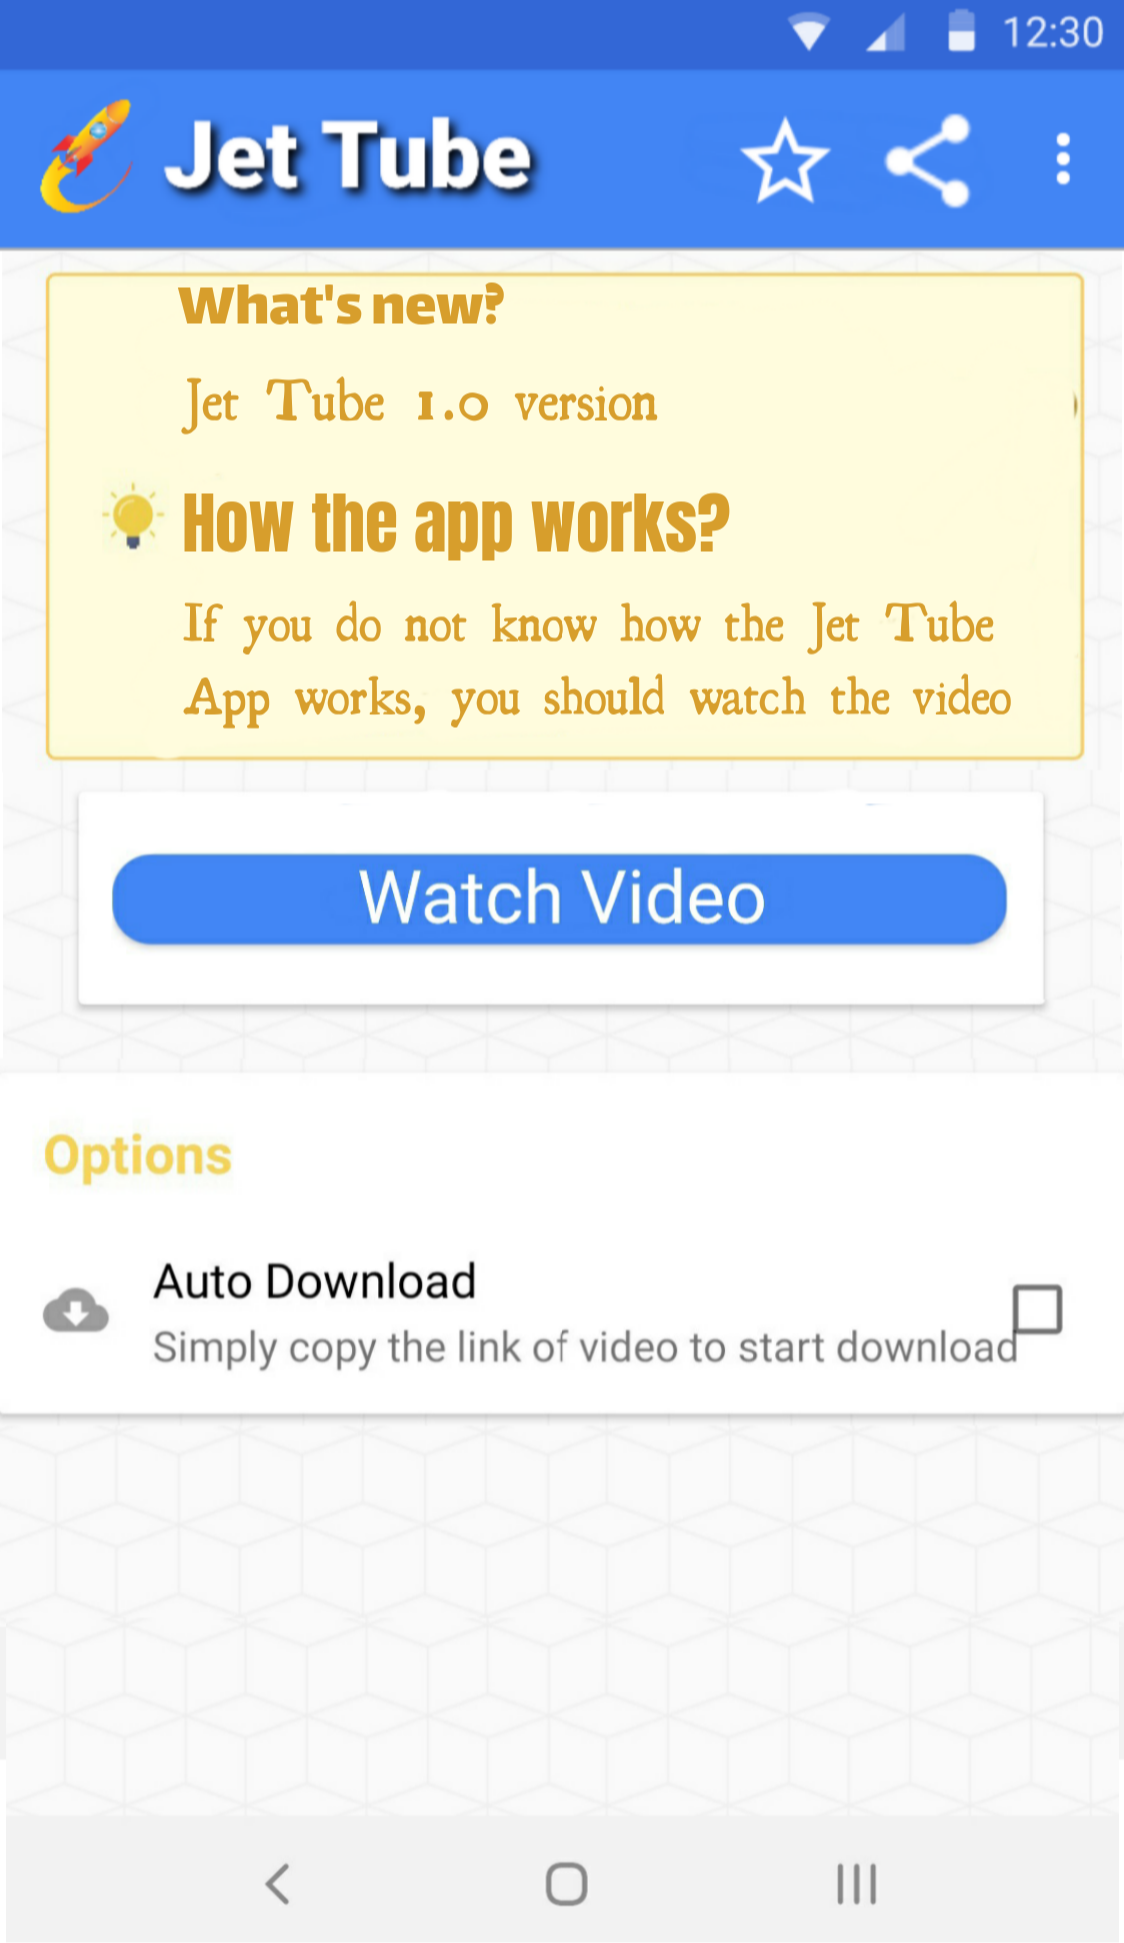 12:30
Jet Tube
What's new?
Jet Tube 1.0 version
How the app works?
If you do not know how the Jet Tube
App works, you should watch the video
Watch Video
Options
Auto Download
Simply copy the link of video to start download